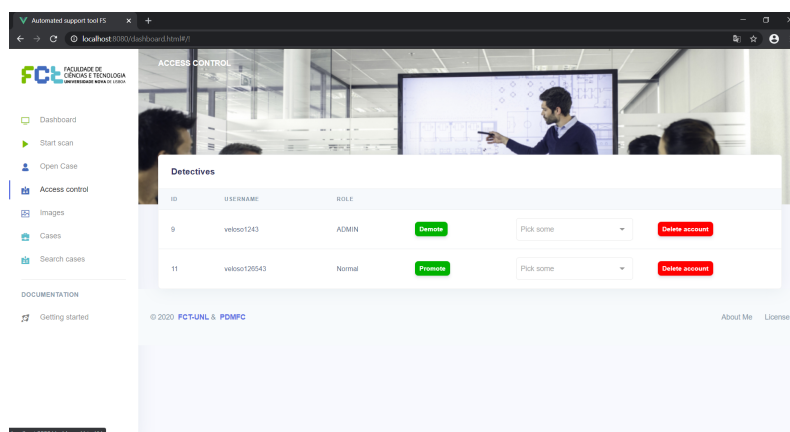 Automated support tool FS
localhost:8080/dashboard.html#/!
FCt
FACULDADE DE
CIÊNCIAS E TECNOLOGIA
UNIVERSIDADE NOVA DE LISBOA
ACCESS CONTROL
Dashboard
Start scan
Open Case
Access control
Images
Cases
Search cases
DOCUMENTATION
Getting started
Detectives
ID USERNAME ROLE
9 veloso1243 ADMIN Demote Pick some Delete account
11 veloso126543 Normal Promote Pick some Delete account
© 2020 FCT-UNL & PDMFC About Me License